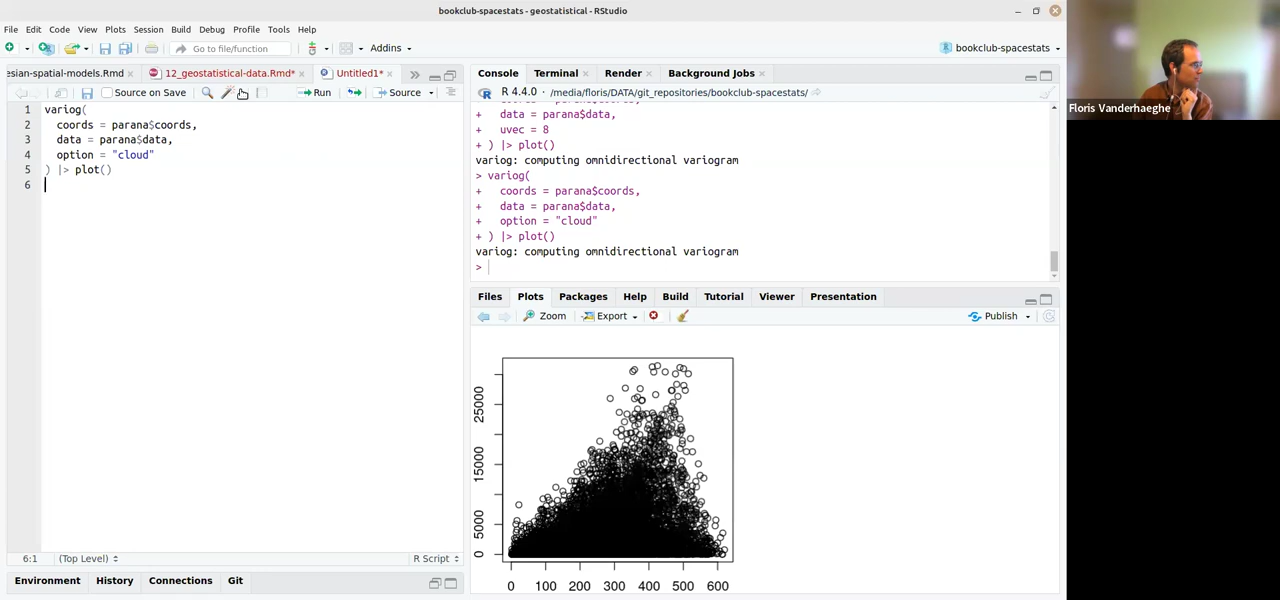 bookclub-spacestats - geostatistical - RStudio
File Edit Code View Plots Session Build Debug Profile Tools Help
Go to file/function Addins bookclub-spacestats
esian-spatial-models.Rmd 12_geostatistical-data.Rmd* Untitled1*
Source on Save Run Source
1 variog(
2 coords = parana$coords,
3 data = parana$data,
4 option = "cloud"
5 ) |> plot()
6
6:1 (Top Level) R Script
Environment History Connections Git
Console Terminal Render Background Jobs
R 4.4.0 · /media/floris/DATA/git_repositories/bookclub-spacestats/
+ data = parana$data,
+ uvec = 8
+ ) |> plot()
variog: computing omnidirectional variogram
> variog(
+ coords = parana$coords,
+ data = parana$data,
+ option = "cloud"
+ ) |> plot()
variog: computing omnidirectional variogram
>
Files Plots Packages Help Build Tutorial Viewer Presentation
Zoom Export Publish
25000
15000
5000
0
0 100 200 300 400 500 600
Floris Vanderhaeghe